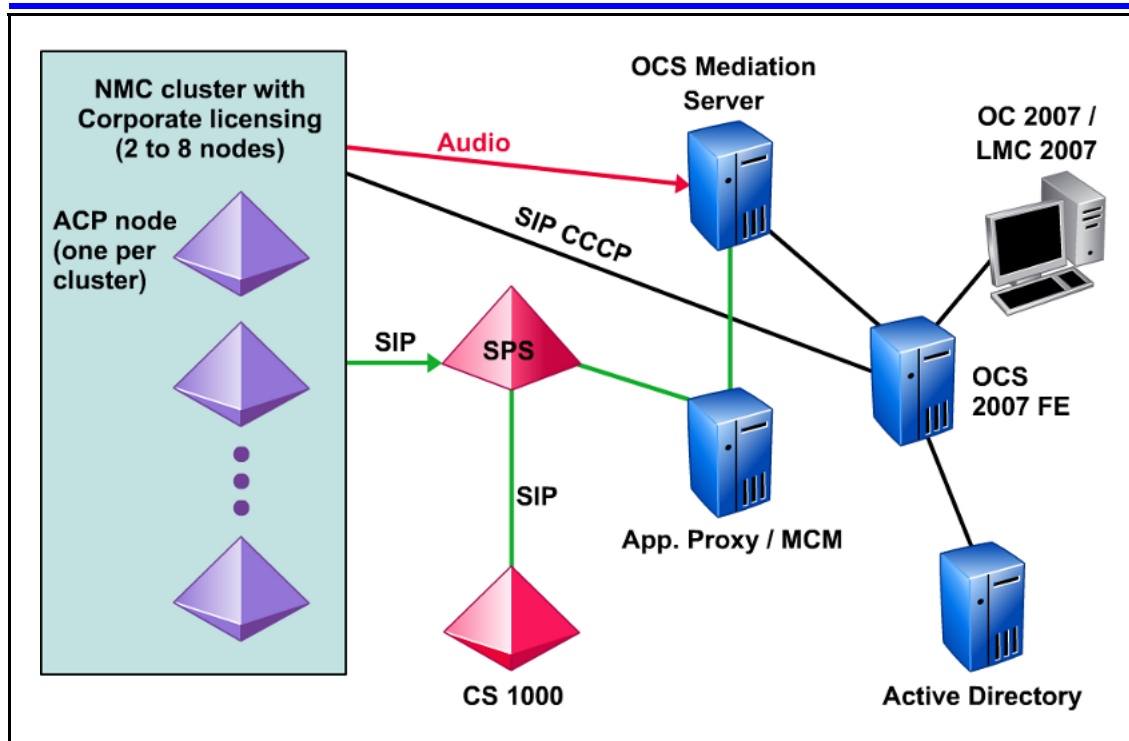 NMC cluster with
Corporate licensing
(2 to 8 nodes)
ACP node
(one per
cluster)
Audio
SIP CCCP
SIP
SPS
SIP
CS 1000
OCS Mediation
Server
App. Proxy / MCM
OC 2007 /
LMC 2007
OCS
2007 FE
Active Directory